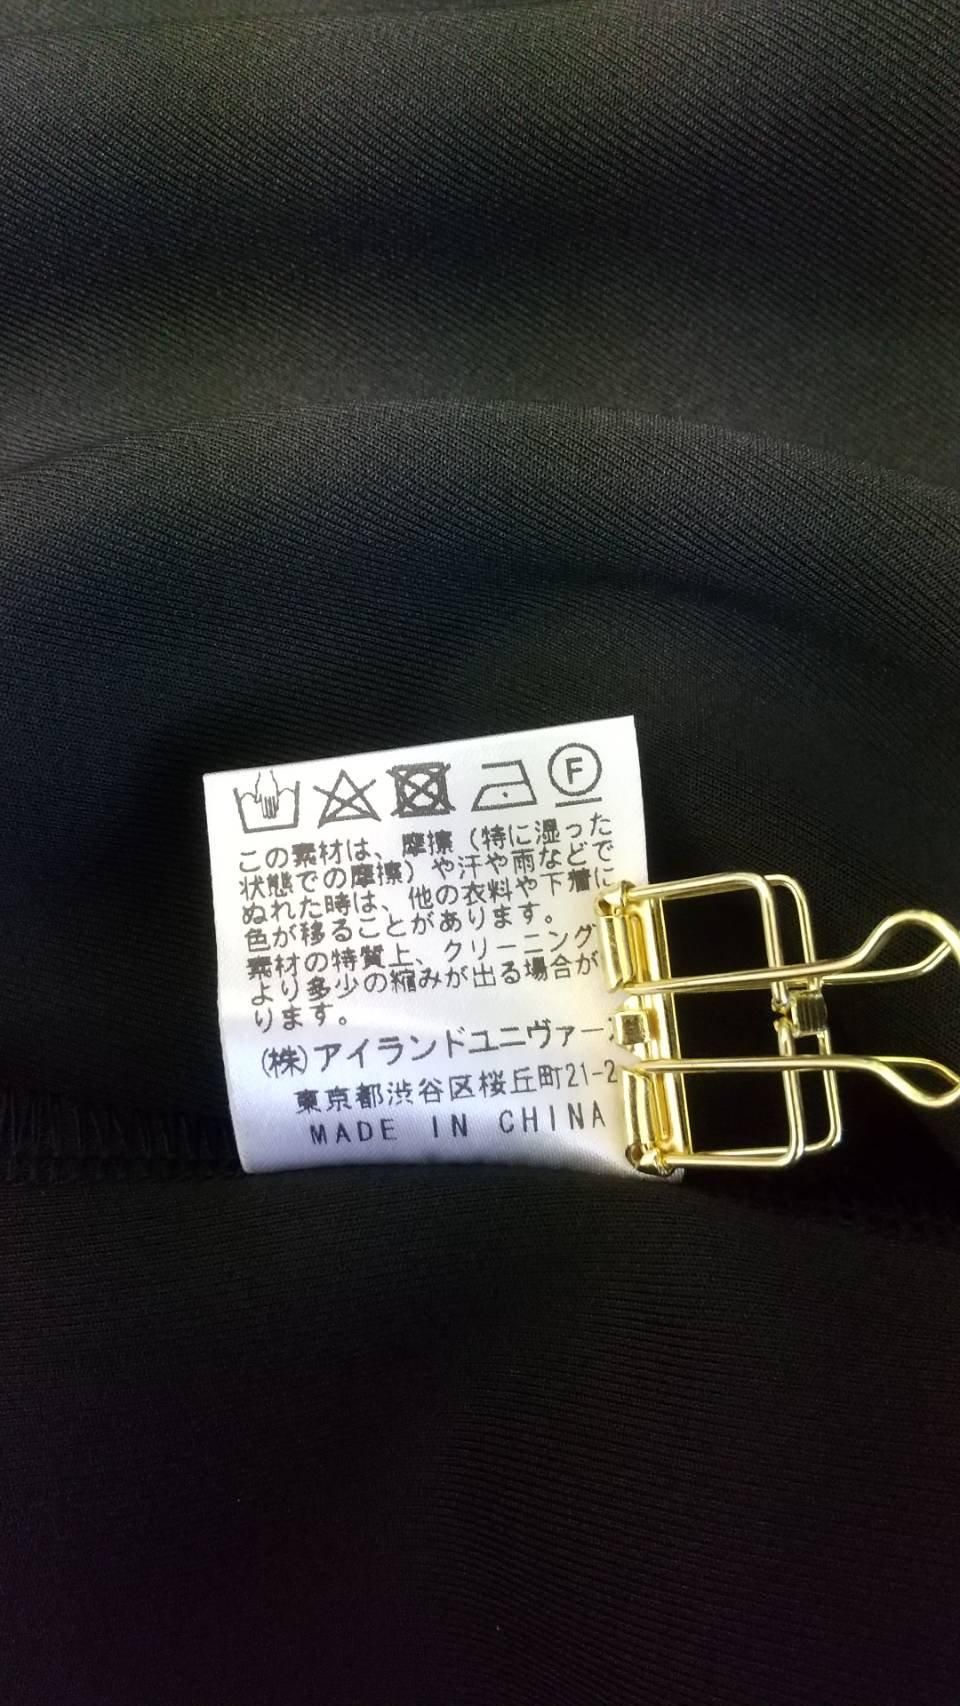 F
この素材は、摩擦（特に湿った
状態での摩擦）や汗や雨などで
ぬれた時は、他の衣料や下着に
色が移ることがあります。
素材の特質上、クリーニング
より多少の縮みが出る場合が
ります。
(株)アイランドユニヴァー
東京都渋谷区桜丘町21-2
MADE IN CHINA